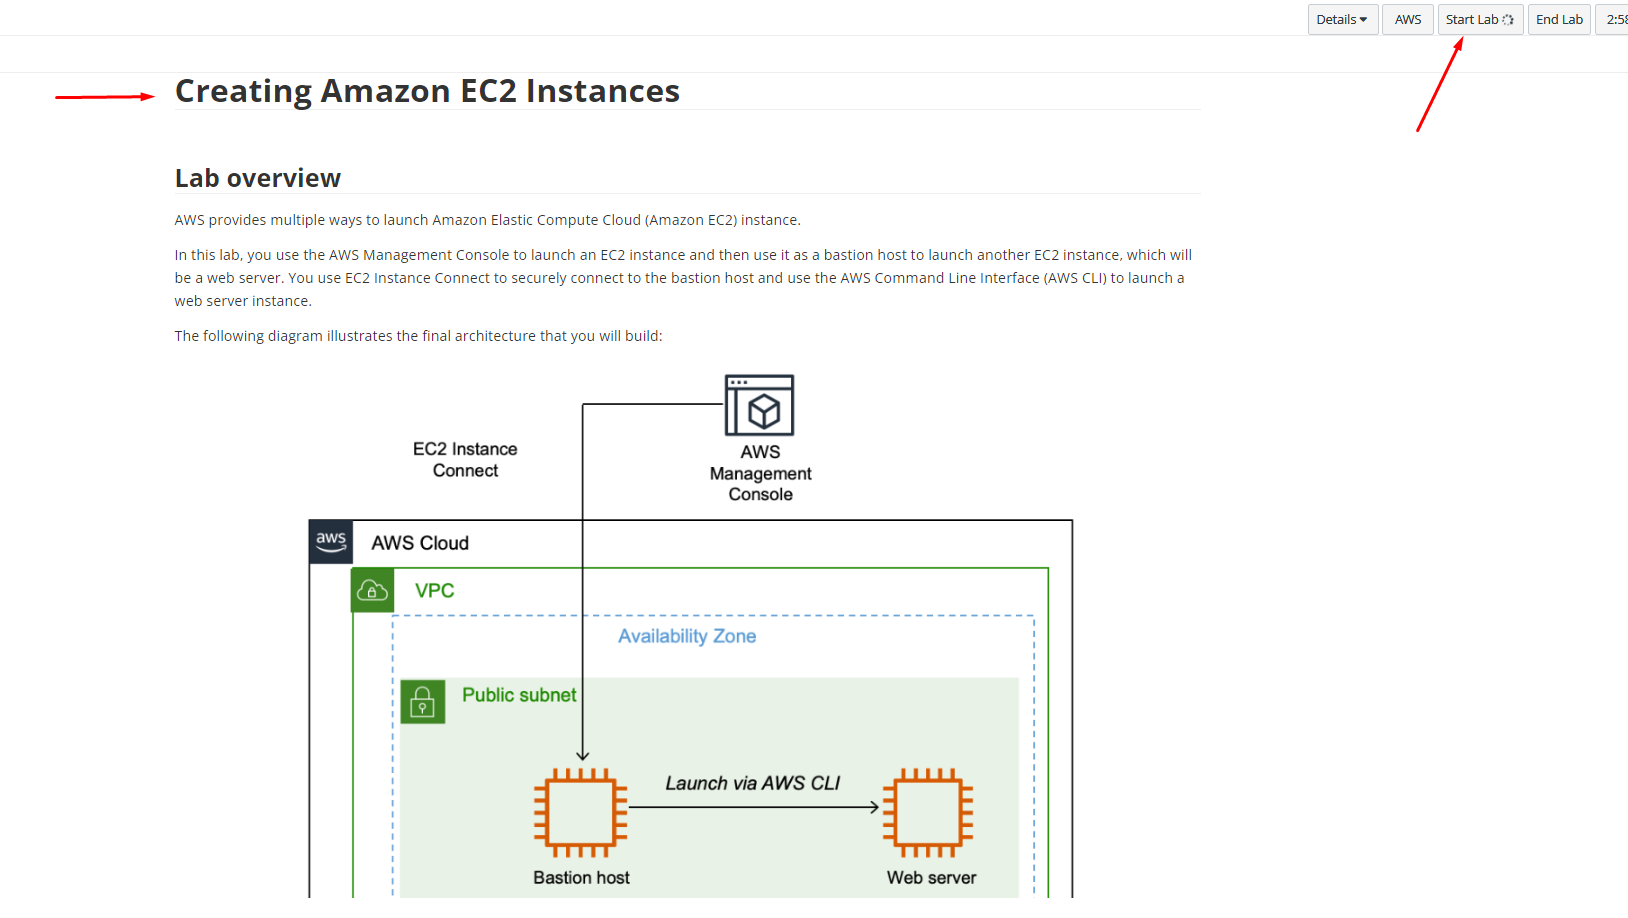 Details AWS Start Lab End Lab 2:58
Creating Amazon EC2 Instances
Lab overview
AWS provides multiple ways to launch Amazon Elastic Compute Cloud (Amazon EC2) instance.
In this lab, you use the AWS Management Console to launch an EC2 instance and then use it as a bastion host to launch another EC2 instance, which will
be a web server. You use EC2 Instance Connect to securely connect to the bastion host and use the AWS Command Line Interface (AWS CLI) to launch a
web server instance.
The following diagram illustrates the final architecture that you will build:
EC2 Instance
Connect
AWS
Management
Console
aws
AWS Cloud
VPC
Availability Zone
Public subnet
Launch via AWS CLI
Bastion host
Web server